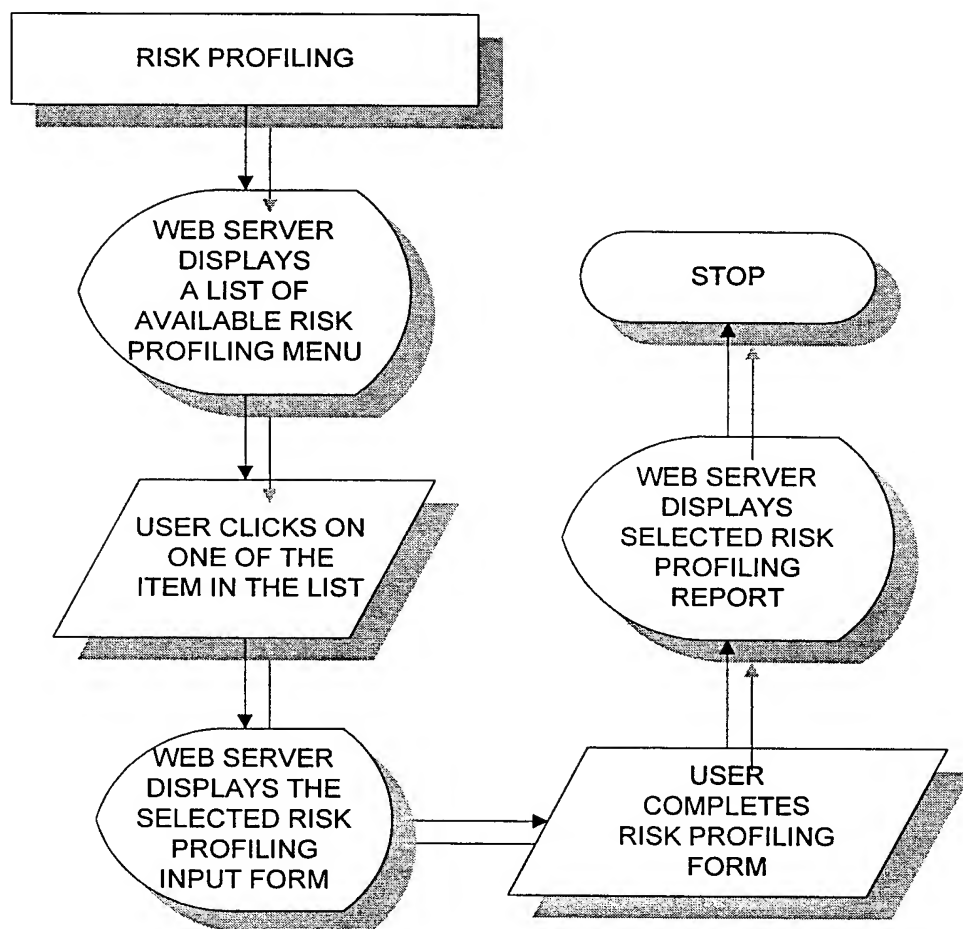 RISK PROFILING
WEB SERVER
DISPLAYS
A LIST OF
AVAILABLE RISK
PROFILING MENU
USER CLICKS ON
ONE OF THE
ITEM IN THE LIST
WEB SERVER
DISPLAYS THE
SELECTED RISK
PROFILING
INPUT FORM
USER
COMPLETES
RISK PROFILING
FORM
WEB SERVER
DISPLAYS
SELECTED RISK
PROFILING
REPORT
STOP